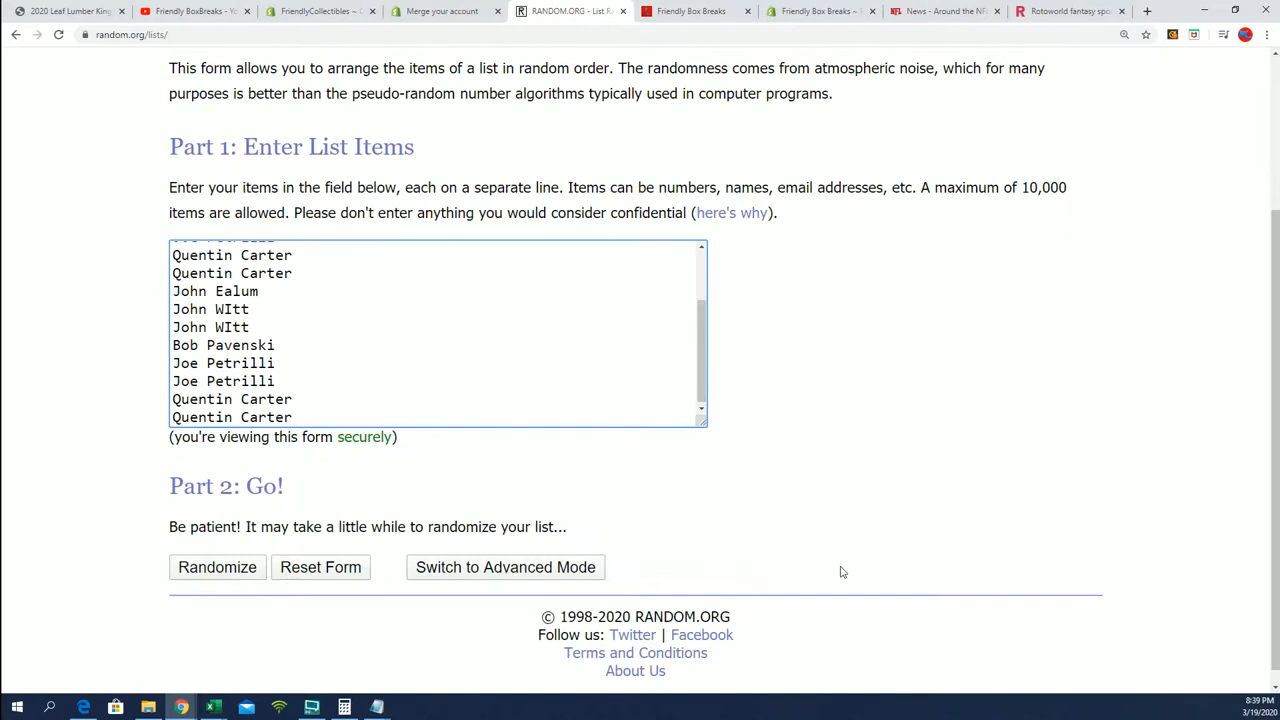 2020 Leaf Lumber King
Friendly BoxBreaks - Yo
FriendlyCollectibles ~ 
Merge your account
RANDOM.ORG - List Ra
Friendly Box Breaks
Friendly Box Breaks ~ 
News - Around the NFL
Rotoworld fantasy spo
random.org/lists/
This form allows you to arrange the items of a list in random order. The randomness comes from atmospheric noise, which for many
purposes is better than the pseudo-random number algorithms typically used in computer programs.
Part 1: Enter List Items
Enter your items in the field below, each on a separate line. Items can be numbers, names, email addresses, etc. A maximum of 10,000
items are allowed. Please don't enter anything you would consider confidential (here's why).
Joe Petrilli
Quentin Carter
Quentin Carter
John Ealum
John WItt
John WItt
Bob Pavenski
Joe Petrilli
Joe Petrilli
Quentin Carter
Quentin Carter
(you're viewing this form securely)
Part 2: Go!
Be patient! It may take a little while to randomize your list...
Randomize
Reset Form
Switch to Advanced Mode
© 1998-2020 RANDOM.ORG
Follow us: Twitter | Facebook
Terms and Conditions
About Us
8:39 PM
3/19/2020